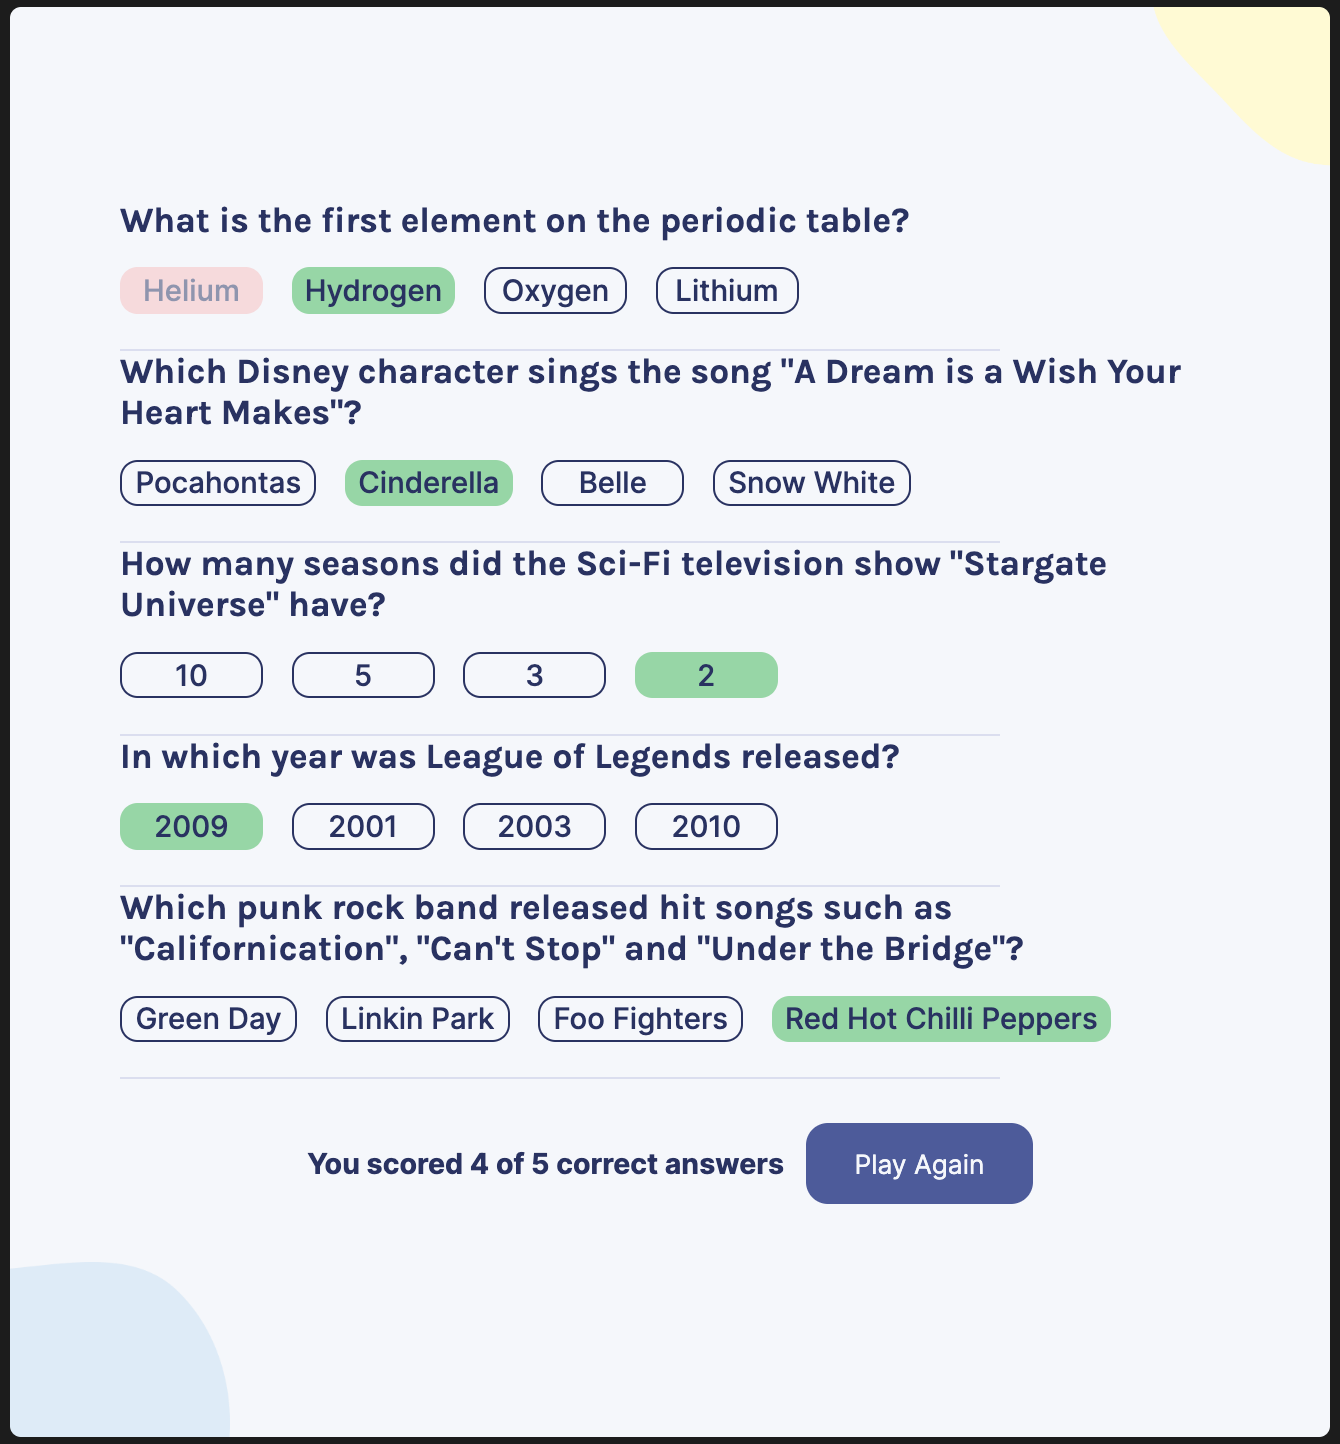 What is the first element on the periodic table?
Helium Hydrogen Oxygen Lithium
Which Disney character sings the song "A Dream is a Wish Your
Heart Makes"?
Pocahontas Cinderella Belle Snow White
How many seasons did the Sci-Fi television show "Stargate
Universe" have?
10 5 3 2
In which year was League of Legends released?
2009 2001 2003 2010
Which punk rock band released hit songs such as
"Californication", "Can't Stop" and "Under the Bridge"?
Green Day Linkin Park Foo Fighters Red Hot Chilli Peppers
You scored 4 of 5 correct answers Play Again